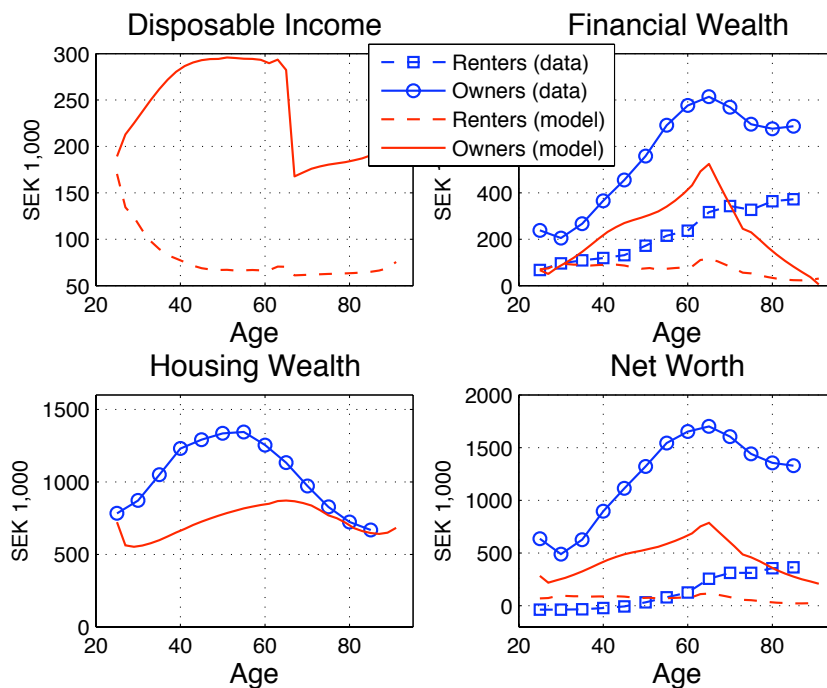 Disposable Income
Financial Wealth
Renters (data)
Owners (data)
Renters (model)
Owners (model)
SEK 1,000
300
250
200
150
100
50
20 40 60 80
Age
SEK
400
200
0
20 40 60 80
Age
Housing Wealth
Net Worth
SEK 1,000
1500
1000
500
0
20 40 60 80
Age
SEK 1,000
2000
1500
1000
500
0
20 40 60 80
Age